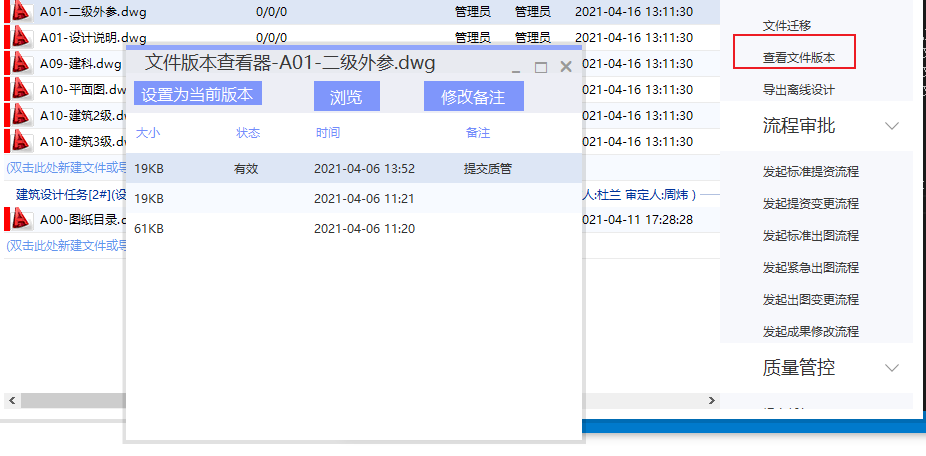 A01-二级外参.dwg 0/0/0 管理员 管理员 2021-04-16 13:11:30
A01-设计说明.dwg 0/0/0 管理员 管理员 2021-04-16 13:11:30
A09-建科.dwg 2021-04-16 13:11:30
A10-平面图.dwg 2021-04-16 13:11:30
A10-建筑2级. 2021-04-16 13:11:30
A10-建筑3级. 2021-04-16 13:11:30
(双击此处新建文件或导
建筑设计任务[2#](设 人:杜兰 审定人:周炜 )
A00-图纸目录.d 2021-04-11 17:28:28
(双击此处新建文件或导
文件版本查看器-A01-二级外参.dwg
设置为当前版本 浏览 修改备注
大小 状态 时间 备注
19KB 有效 2021-04-06 13:52 提交质管
19KB 2021-04-06 11:21
61KB 2021-04-06 11:20
文件迁移
查看文件版本
导出离线设计
流程审批
发起标准提资流程
发起提资变更流程
发起标准出图流程
发起紧急出图流程
发起出图变更流程
发起成果修改流程
质量管控